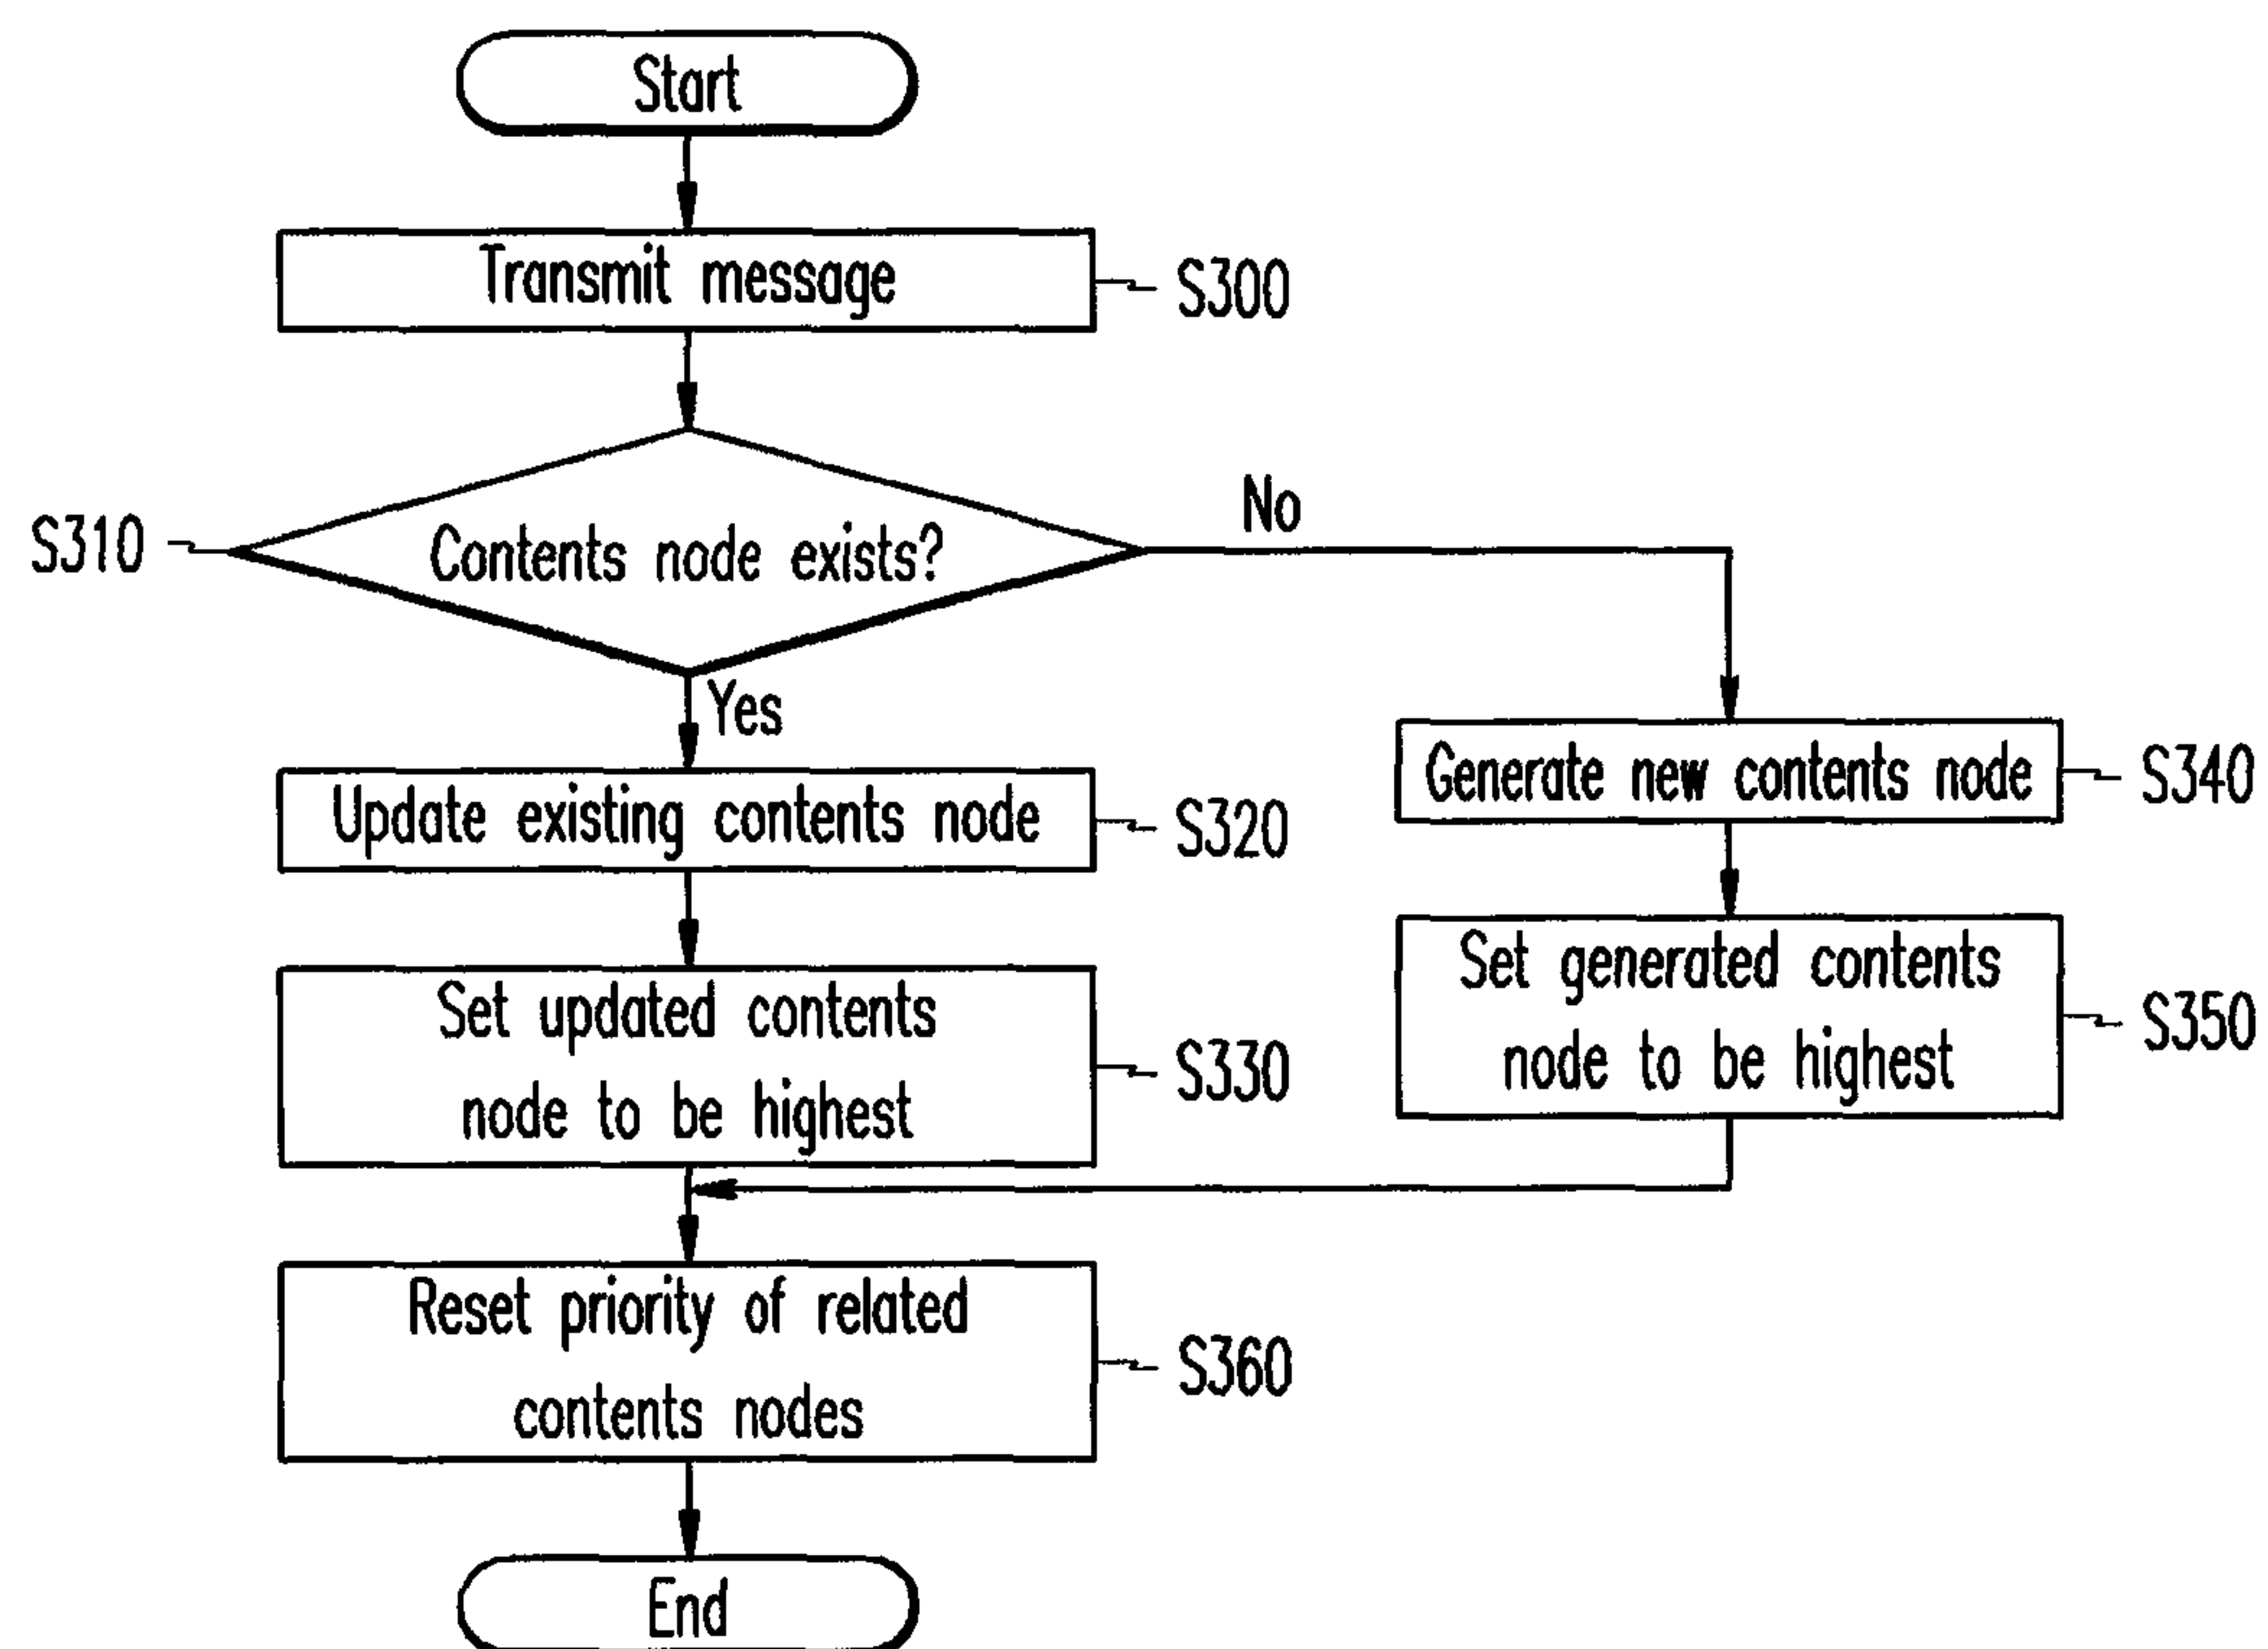 Start
Transmit message
S300
S310
Contents node exists?
No
Yes
Update existing contents node
S320
Generate new contents node
S340
Set updated contents
node to be highest
S330
Set generated contents
node to be highest
S350
Reset priority of related
contents nodes
S360
End